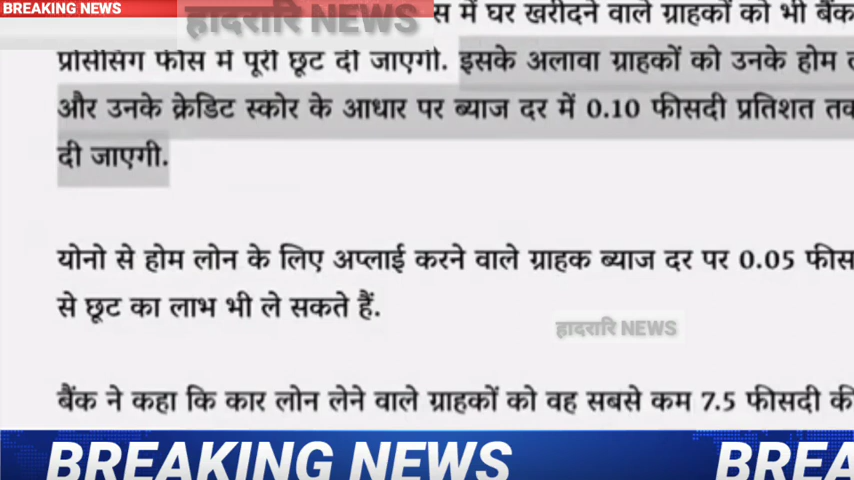 BREAKING NEWS
हादरारि NEWS
स में घर खरीदने वाले ग्राहकों को भी बैंक
प्रोसेसिंग फीस में पूरी छूट दी जाएगी. इसके अलावा ग्राहकों को उनके होम
और उनके क्रेडिट स्कोर के आधार पर ब्याज दर में 0.10 फीसदी प्रतिशत तक
दी जाएगी.
योनो से होम लोन के लिए अप्लाई करने वाले ग्राहक ब्याज दर पर 0.05 फीस
से छूट का लाभ भी ले सकते हैं.
हादरारि NEWS
बैंक ने कहा कि कार लोन लेने वाले ग्राहकों को वह सबसे कम 7.5 फीसदी की
BREAKING NEWS BREA